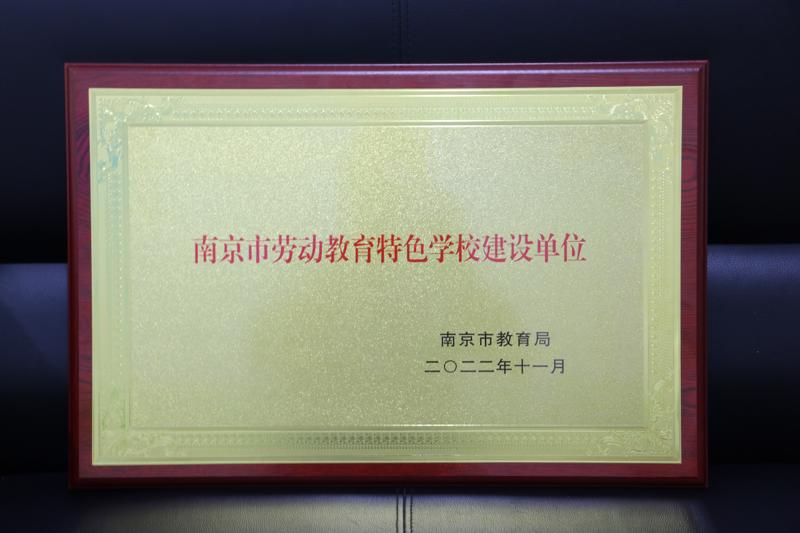 南京市劳动教育特色学校建设单位
南京市教育局
二〇二二年十一月